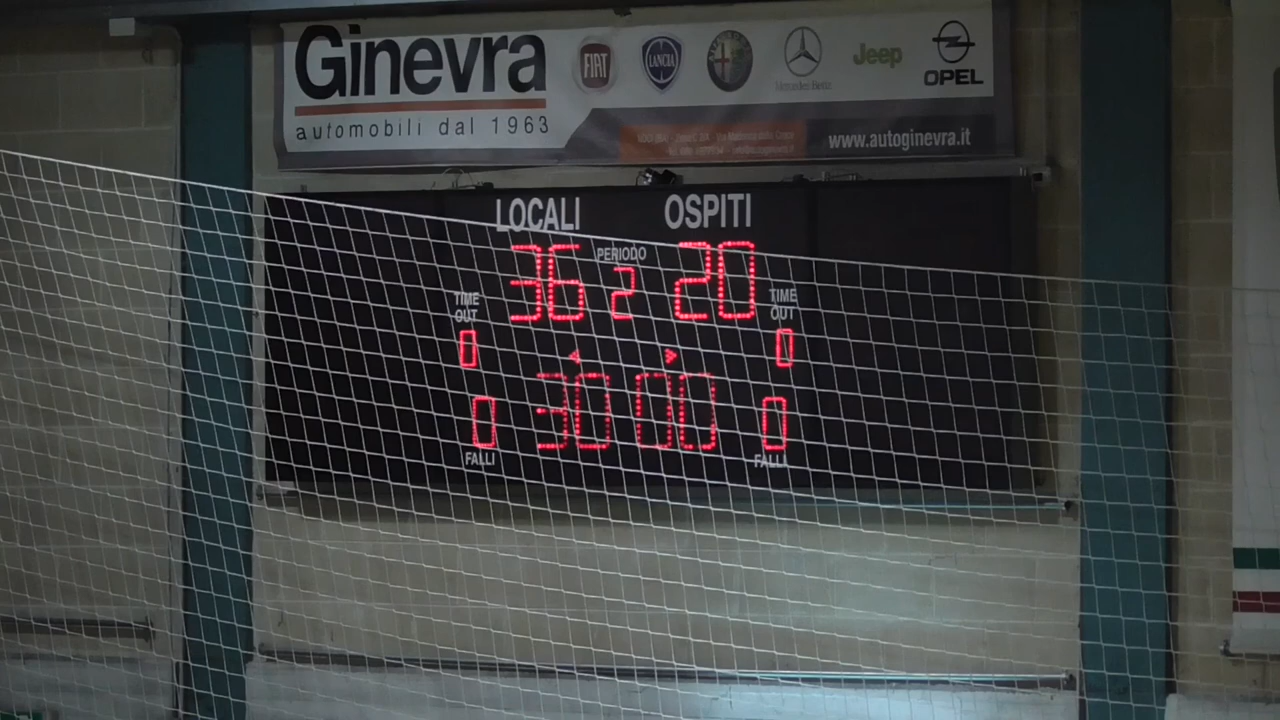 Ginevra
automobili dal 1963
FIAT
LANCIA
Mercedes-Benz
Jeep
OPEL
www.autoginevra.it
LOCALI
OSPITI
36
PERIODO
2
20
TIME OUT
0
TIME OUT
0
30 00
0
FALLI
0
FALLI